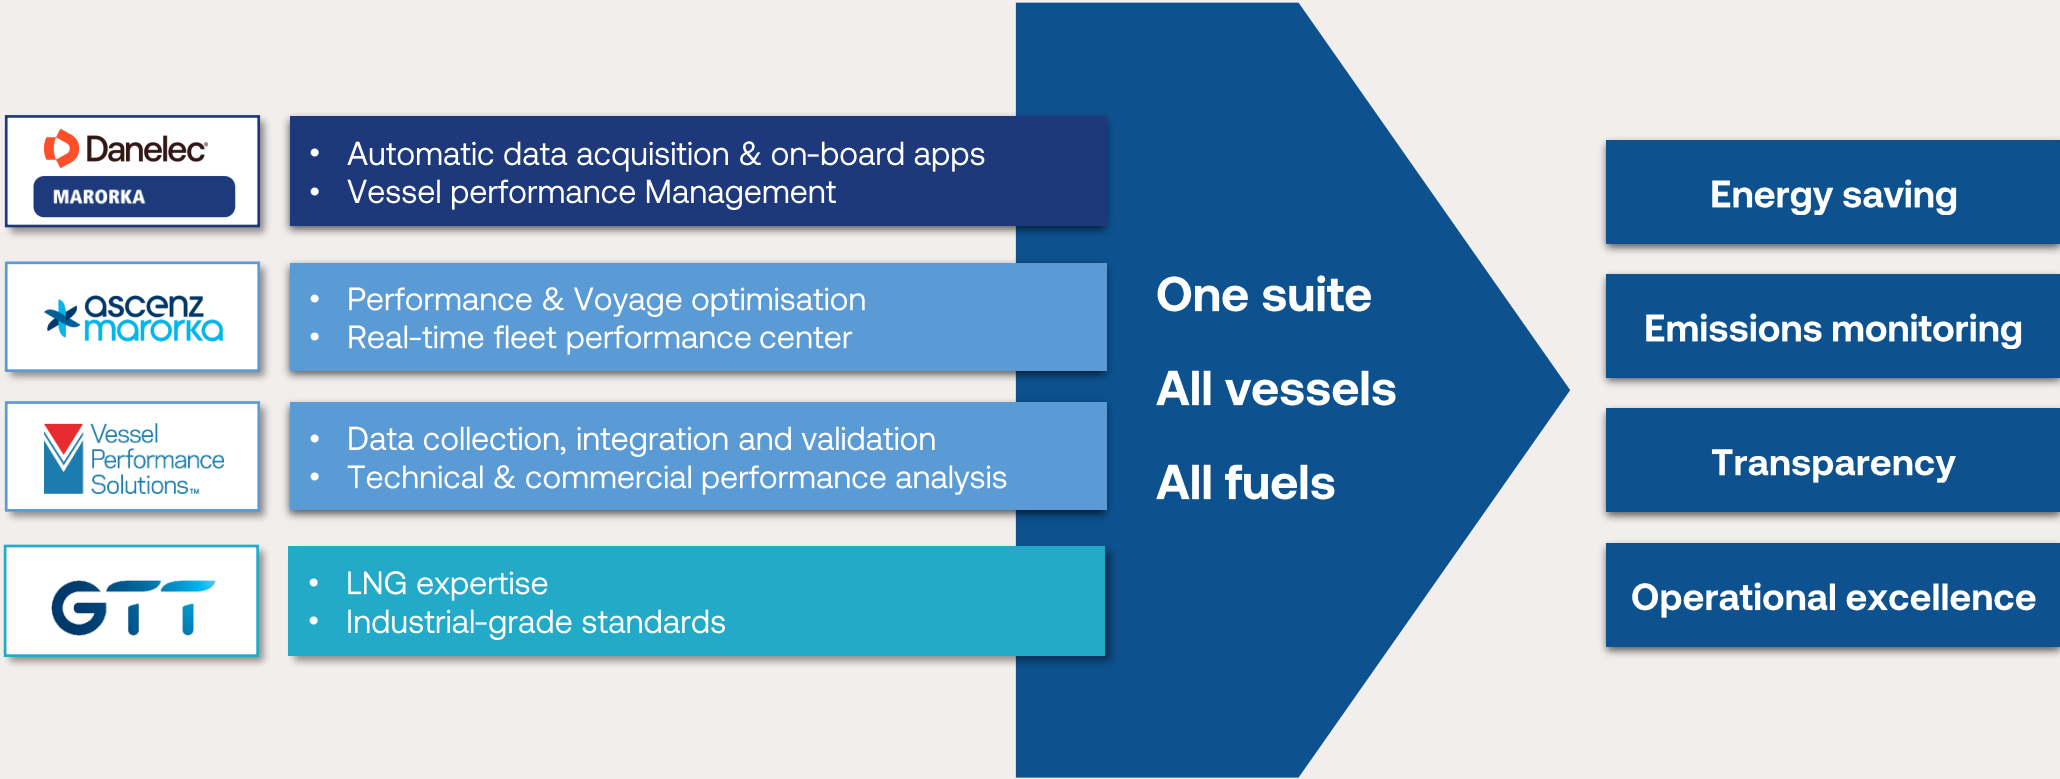 Danelec
MARORKA
• Automatic data acquisition & on-board apps
• Vessel performance Management
ascenz
marorka
• Performance & Voyage optimisation
• Real-time fleet performance center
Vessel
Performance
Solutions™
• Data collection, integration and validation
• Technical & commercial performance analysis
GTT
• LNG expertise
• Industrial-grade standards
One suite
All vessels
All fuels
Energy saving
Emissions monitoring
Transparency
Operational excellence